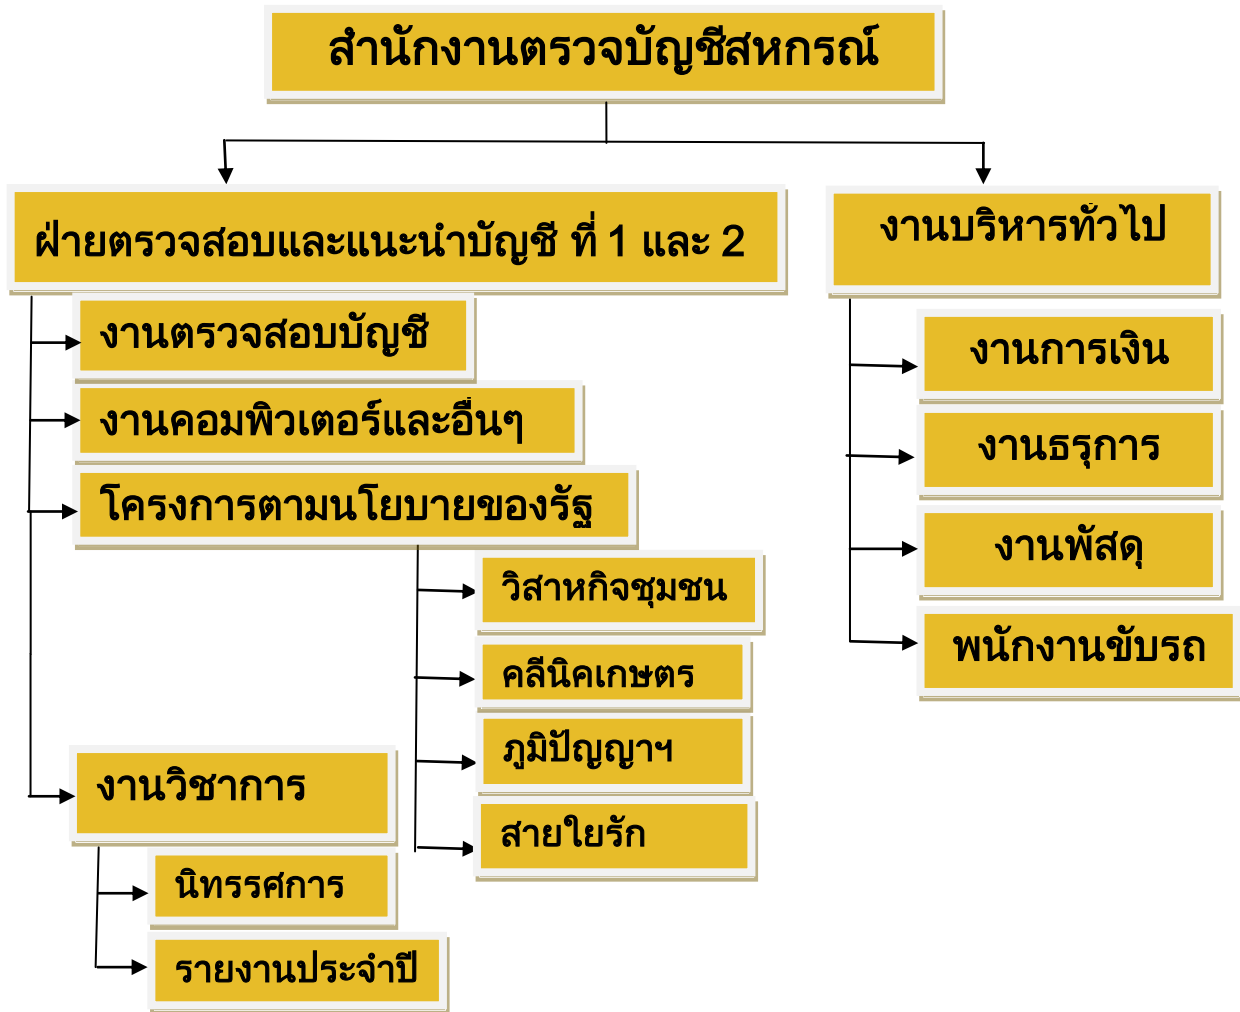 สำนักงานตรวจบัญชีสหกรณ์
ฝ่ายตรวจสอบและแนะนำบัญชี ที่ 1 และ 2
งานตรวจสอบบัญชี
งานคอมพิวเตอร์และอื่นๆ
โครงการตามนโยบายของรัฐ
วิสาหกิจชุมชน
คลีนิคเกษตร
ภูมิปัญญาฯ
สายใยรัก
งานวิชาการ
นิทรรศการ
รายงานประจำปี
งานบริหารทั่วไป
งานการเงิน
งานธรุการ
งานพัสดุ
พนักงานขับรถ